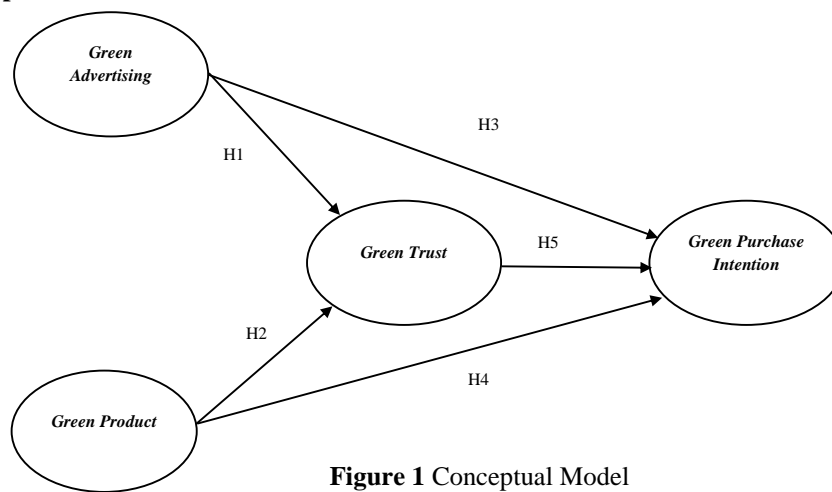 Green
Advertising
H3
H1
Green Trust
H5
Green Purchase
Intention
H2
H4
Green Product
Figure 1 Conceptual Model